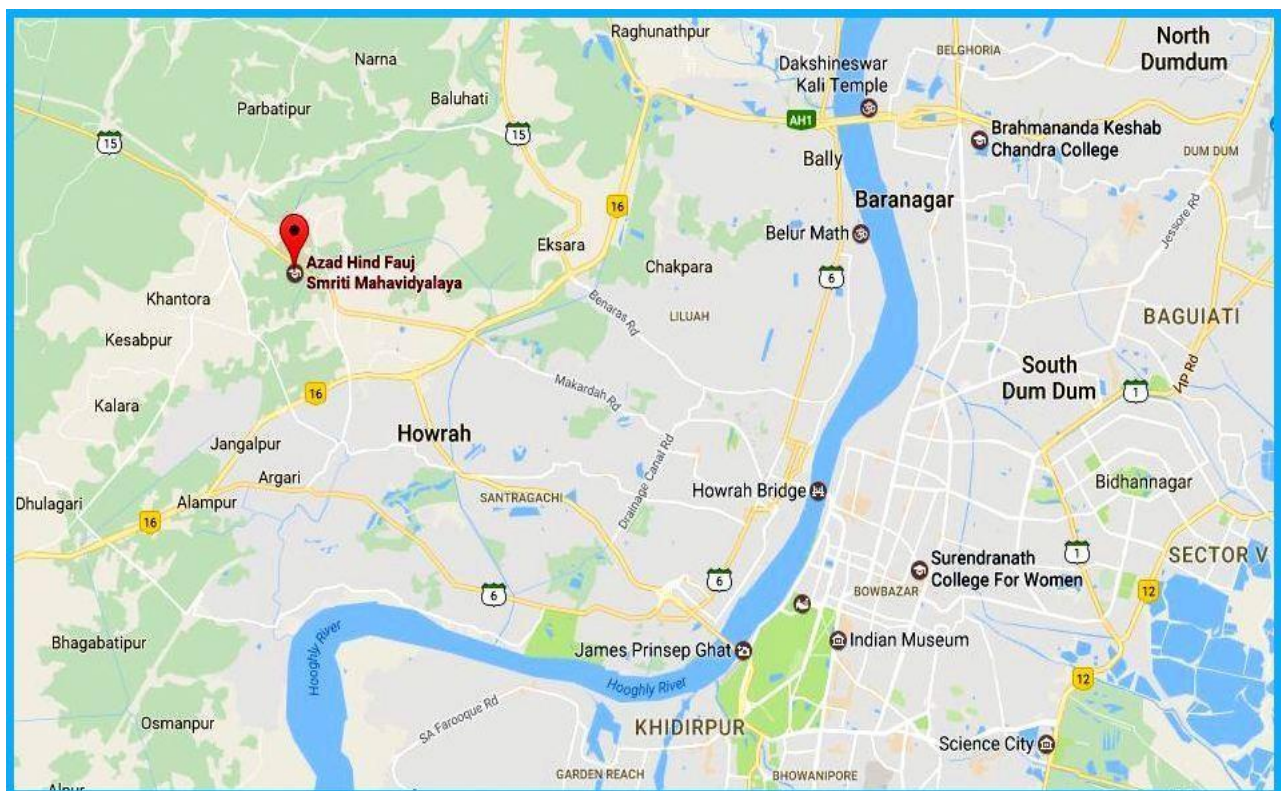 Raghunathpur
Narna
Dakshineswar
Kali Temple
BELGHORIA
North
Dumdum
Parbatipur
Baluhati
15
15
AH1
Brahmananda Keshab
Chandra College
Bally
DUM DUM
16
Baranagar
Jessore Rd
Belur Math
Eksara
Azad Hind Fauj
Smriti Mahavidyalaya
Chakpara
6
Khantora
Benaras Rd
LILUAH
BAGUIATI
Kesabpur
Makardah Rd
South
Dum Dum
VIP Rd
1
16
Kalara
Howrah
Jangalpur
Argari
Drainage Canal Rd
Bidhannagar
Dhulagari
Alampur
SANTRAGACHI
Howrah Bridge
16
1
SECTOR V
Surendranath
College For Women
6
6
BOWBAZAR
12
Hooghly River
Bhagabatipur
James Prinsep Ghat
Indian Museum
Hooghly River
12
SA Farooque Rd
Osmanpur
KHIDIRPUR
Science City
GARDEN REACH
BHOWANIPORE